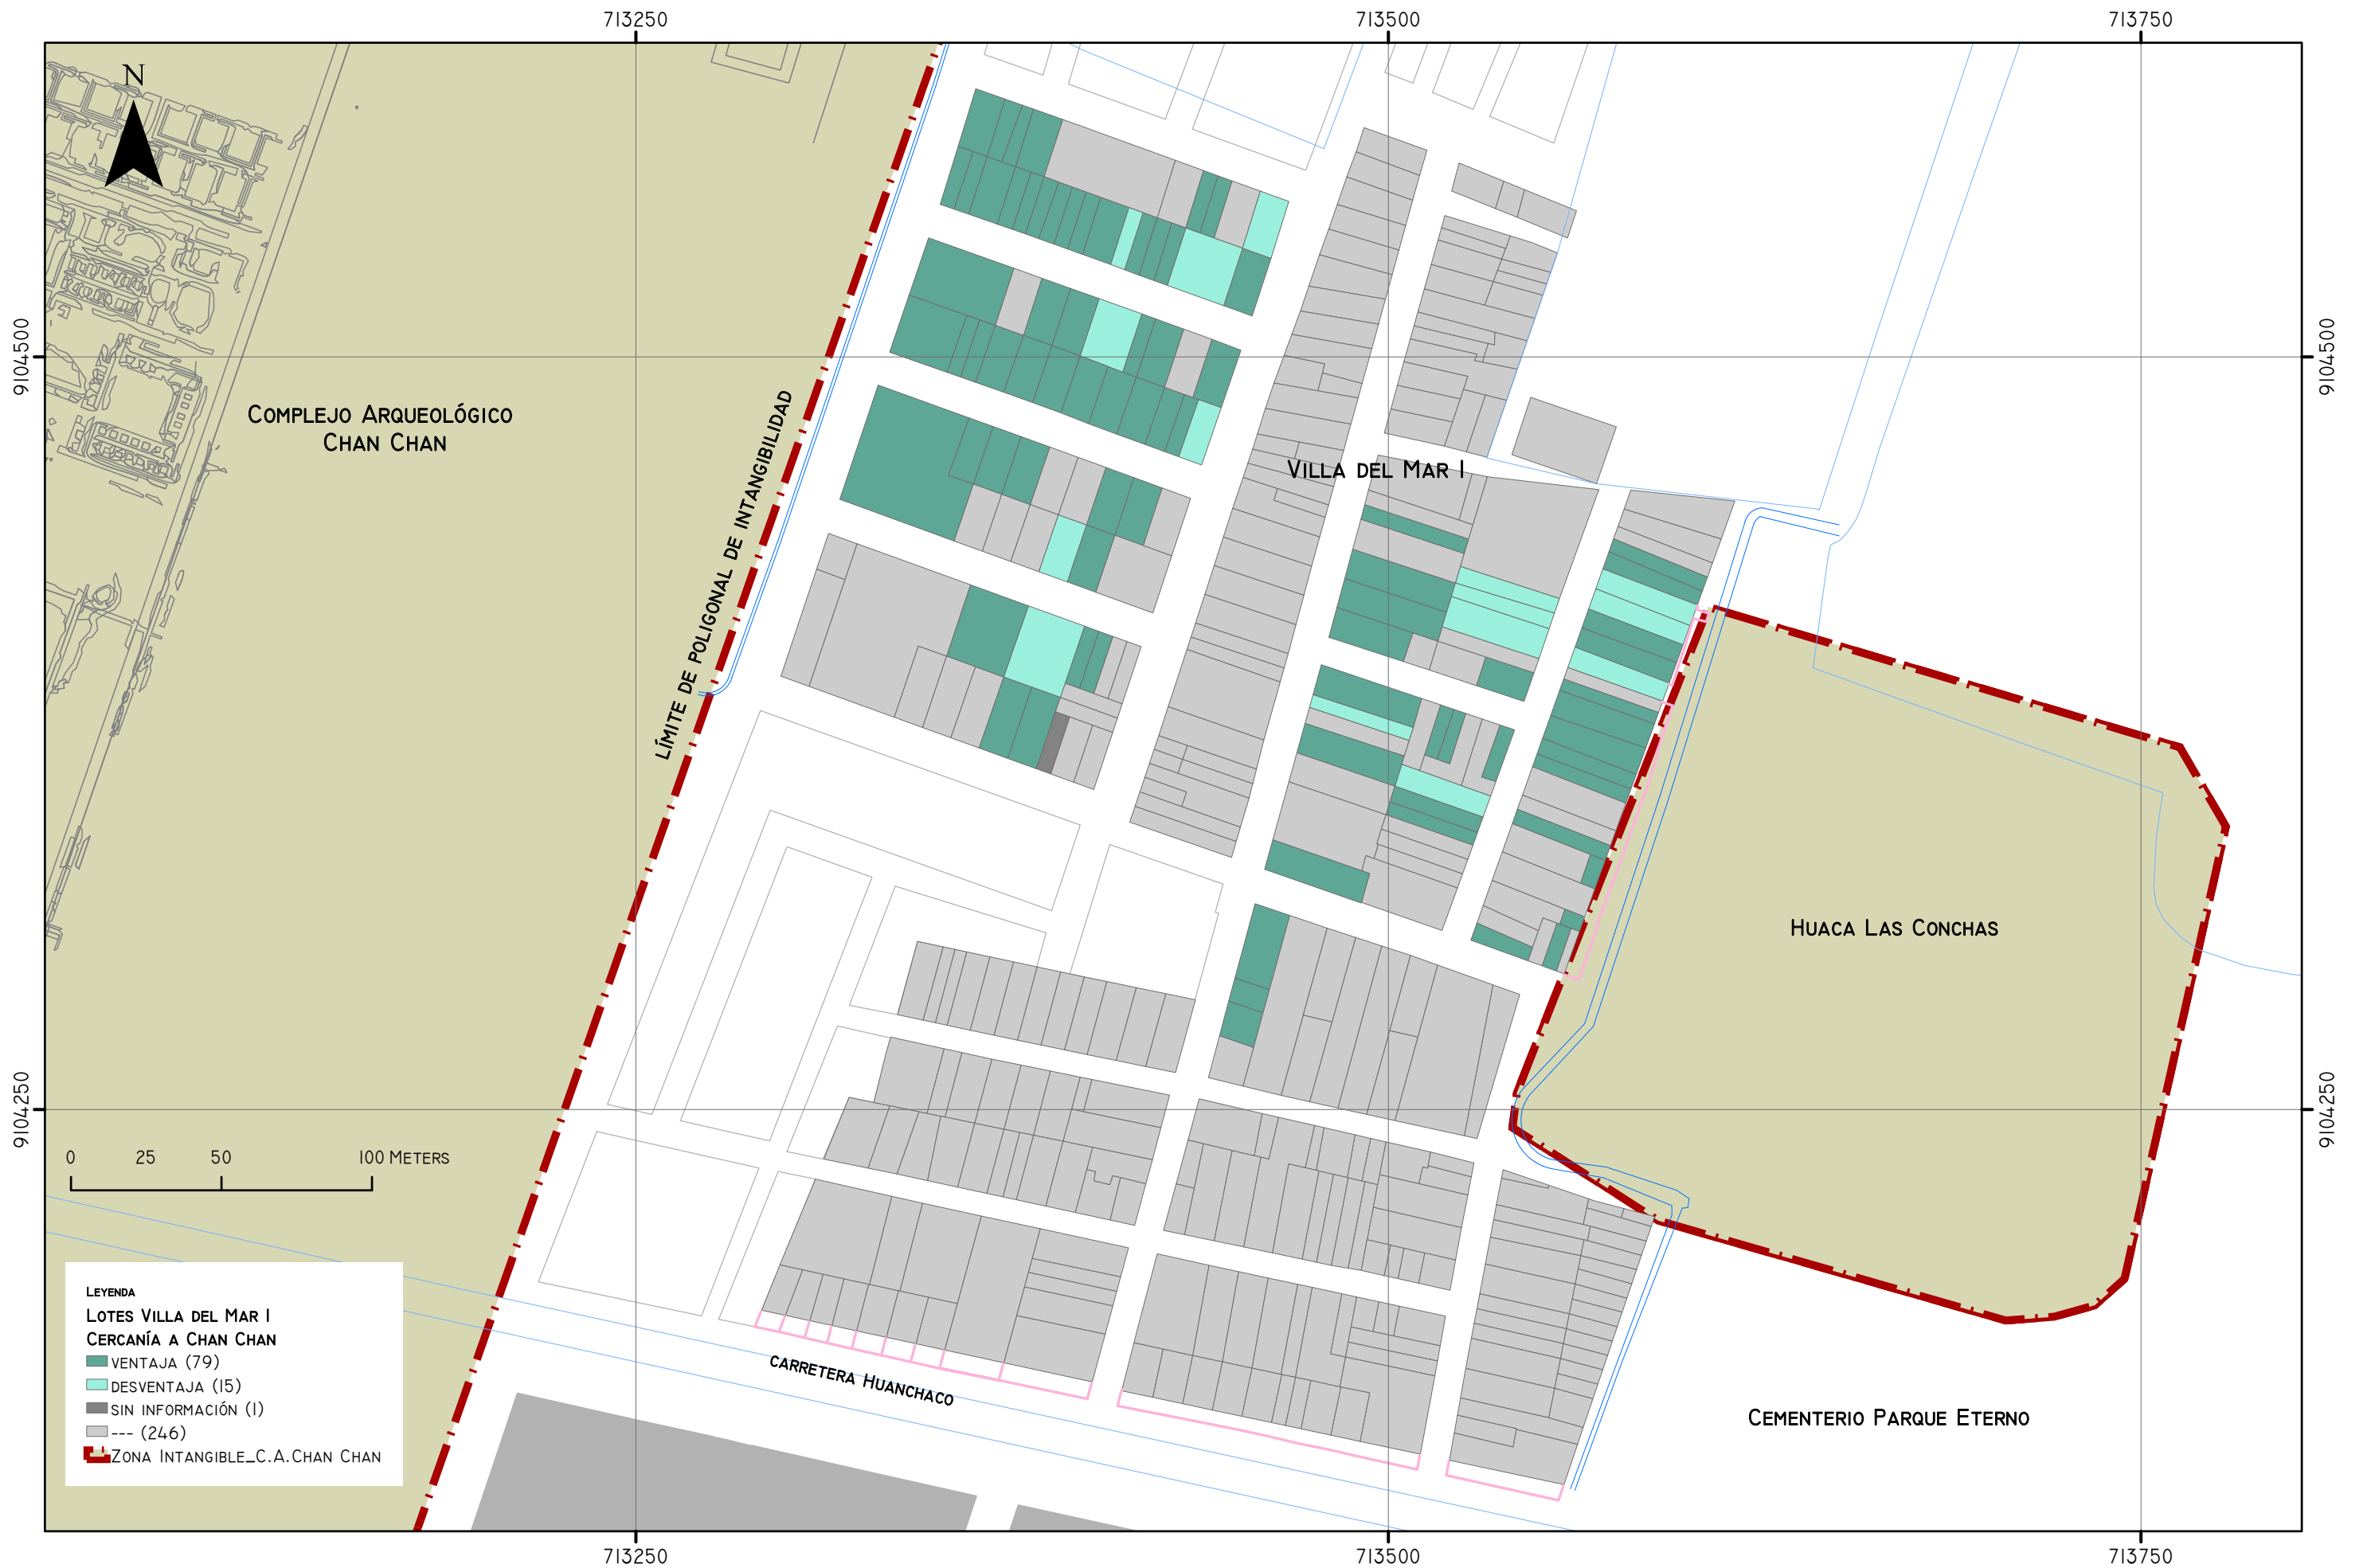 713250
713500
713750
N
9104500
9104500
COMPLEJO ARQUEOLÓGICO
CHAN CHAN
LÍMITE DE POLIGONAL DE INTANGIBILIDAD
VILLA DEL MAR I
HUACA LAS CONCHAS
9104250
9104250
0 25 50 100 METERS
LEYENDA
LOTES VILLA DEL MAR I
CERCANÍA A CHAN CHAN
VENTAJA (79)
DESVENTAJA (15)
SIN INFORMACIÓN (1)
--- (246)
ZONA INTANGIBLE_C.A.CHAN CHAN
CARRETERA HUANCHACO
CEMENTERIO PARQUE ETERNO
713250
713500
713750